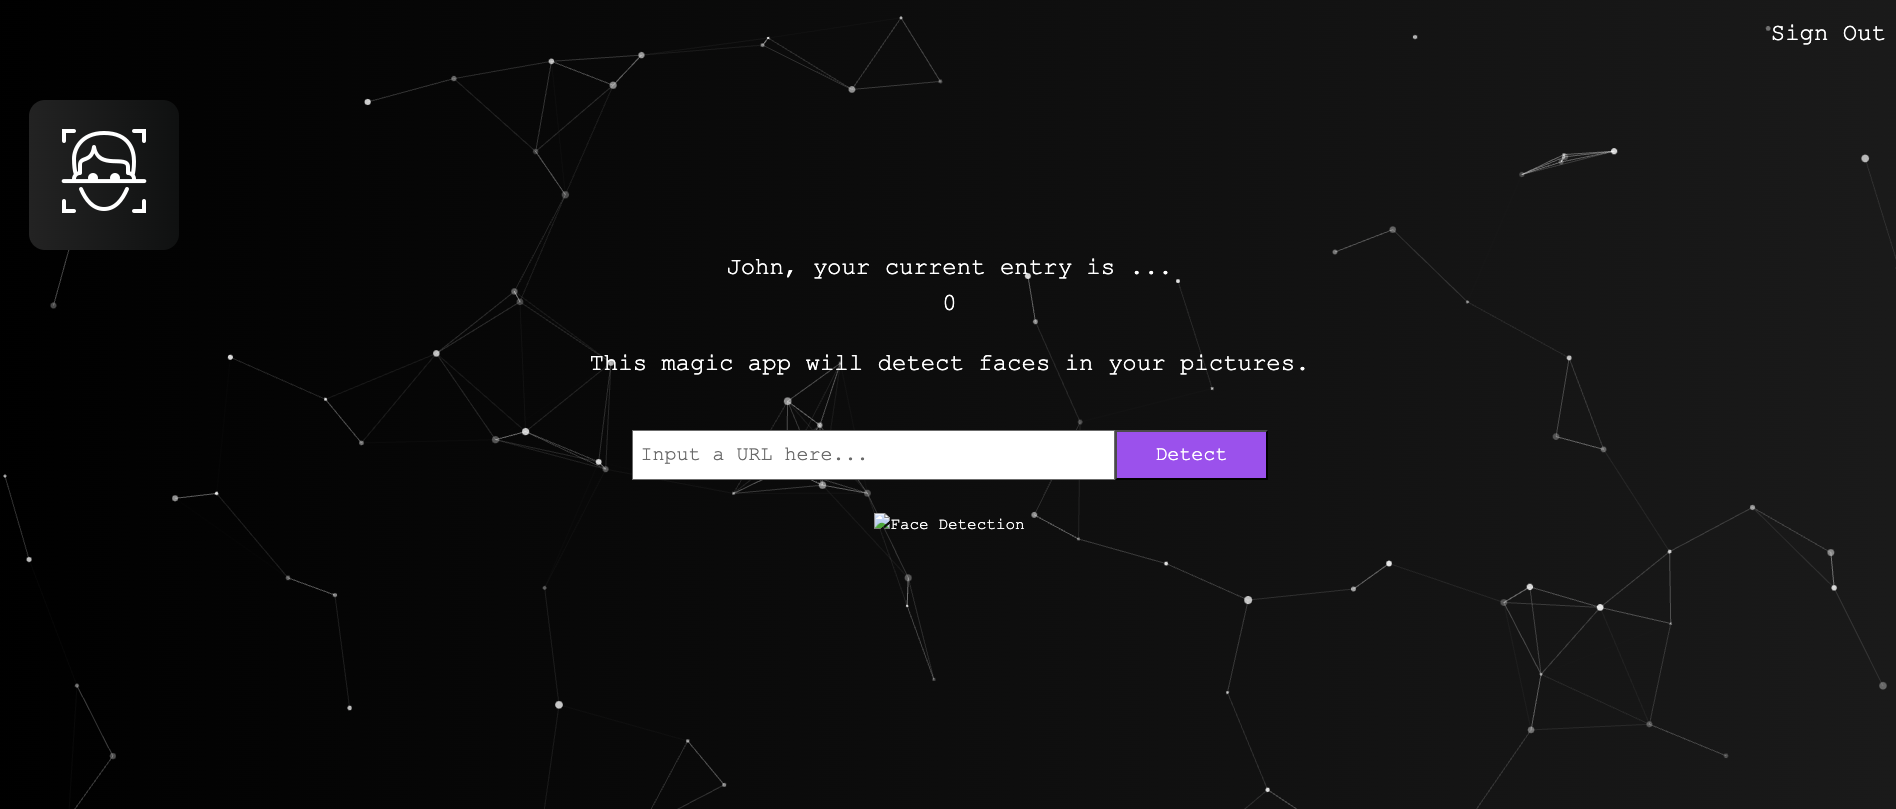 Sign Out
John, your current entry is ...
0
This magic app will detect faces in your pictures.
Input a URL here...
Detect
Face Detection